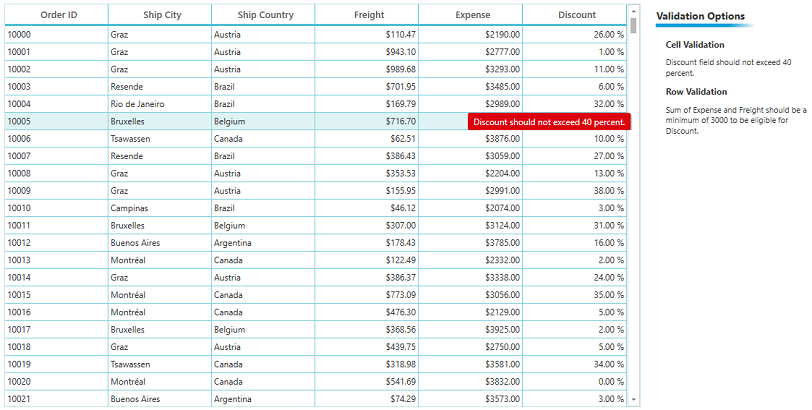 Order ID Ship City Ship Country Freight Expense Discount
10000 Graz Austria $110.47 $2190.00 26.00 %
10001 Graz Austria $943.10 $2777.00 1.00 %
10002 Graz Austria $989.68 $3293.00 11.00 %
10003 Resende Brazil $701.95 $3485.00 6.00 %
10004 Rio de Janeiro Brazil $169.79 $2989.00 32.00 %
10005 Bruxelles Belgium $716.70 Discount should not exceed 40 percent.
10006 Tsawassen Canada $62.51 $3876.00 10.00 %
10007 Resende Brazil $386.43 $3059.00 27.00 %
10008 Graz Austria $353.53 $2204.00 13.00 %
10009 Graz Austria $155.95 $2991.00 38.00 %
10010 Campinas Brazil $46.12 $2074.00 3.00 %
10011 Bruxelles Belgium $307.00 $3124.00 31.00 %
10012 Buenos Aires Argentina $178.43 $3785.00 16.00 %
10013 Montréal Canada $122.49 $2332.00 2.00 %
10014 Graz Austria $386.37 $3338.00 24.00 %
10015 Montréal Canada $773.09 $3056.00 35.00 %
10016 Montréal Canada $476.30 $2129.00 5.00 %
10017 Bruxelles Belgium $368.56 $3925.00 2.00 %
10018 Graz Austria $439.75 $2750.00 5.00 %
10019 Tsawassen Canada $318.98 $3581.00 34.00 %
10020 Montréal Canada $541.69 $3832.00 0.00 %
10021 Buenos Aires Argentina $74.29 $3573.00 3.00 %
Validation Options
Cell Validation
Discount field should not exceed 40
percent.
Row Validation
Sum of Expense and Freight should be a
minimum of 3000 to be eligible for
Discount.